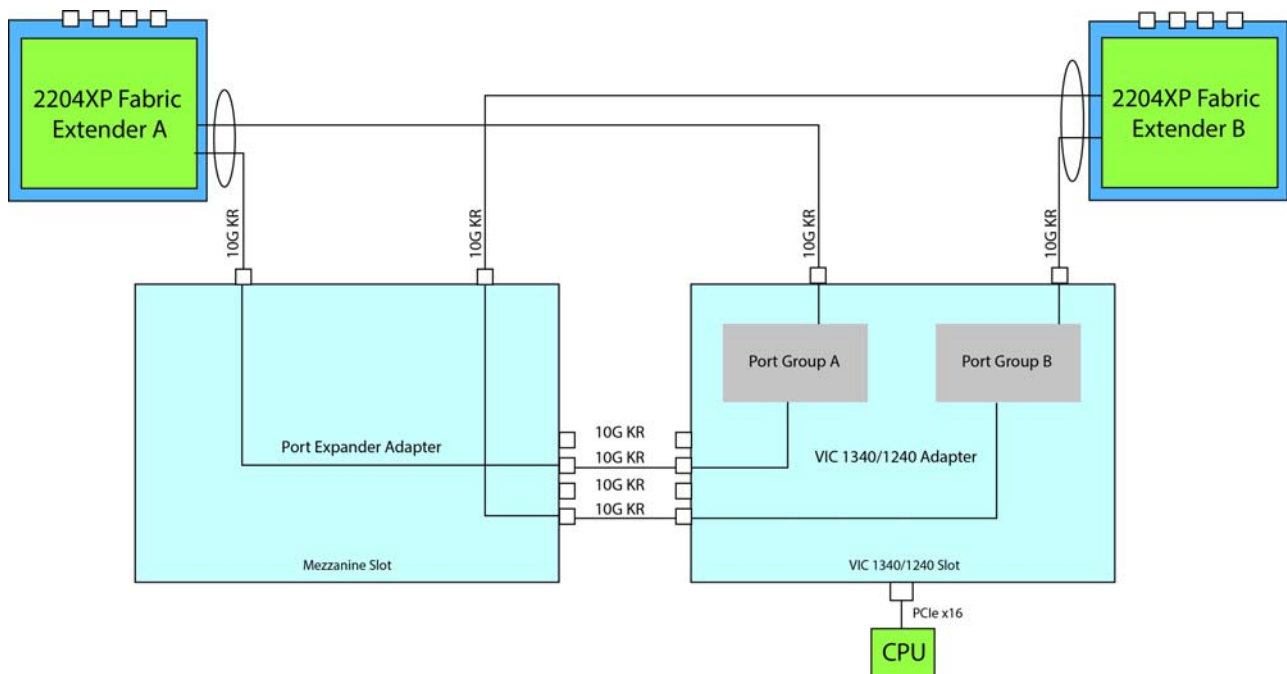 2204XP Fabric
Extender A
2204XP Fabric
Extender B
10G KR
10G KR
10G KR
10G KR
Port Group A
Port Group B
Port Expander Adapter
10G KR
10G KR
10G KR
10G KR
VIC 1340/1240 Adapter
Mezzanine Slot
VIC 1340/1240 Slot
PCIe x16
CPU